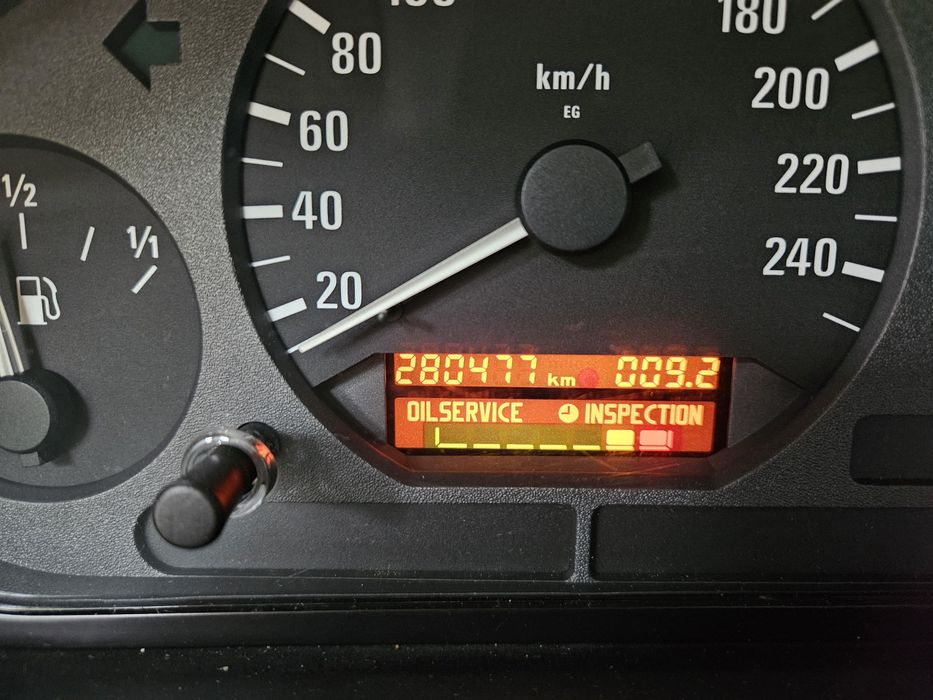 80
60
40
20
180
200
220
240
km/h
EG
1/2
1/1
280477 km 009.2
OILSERVICE INSPECTION